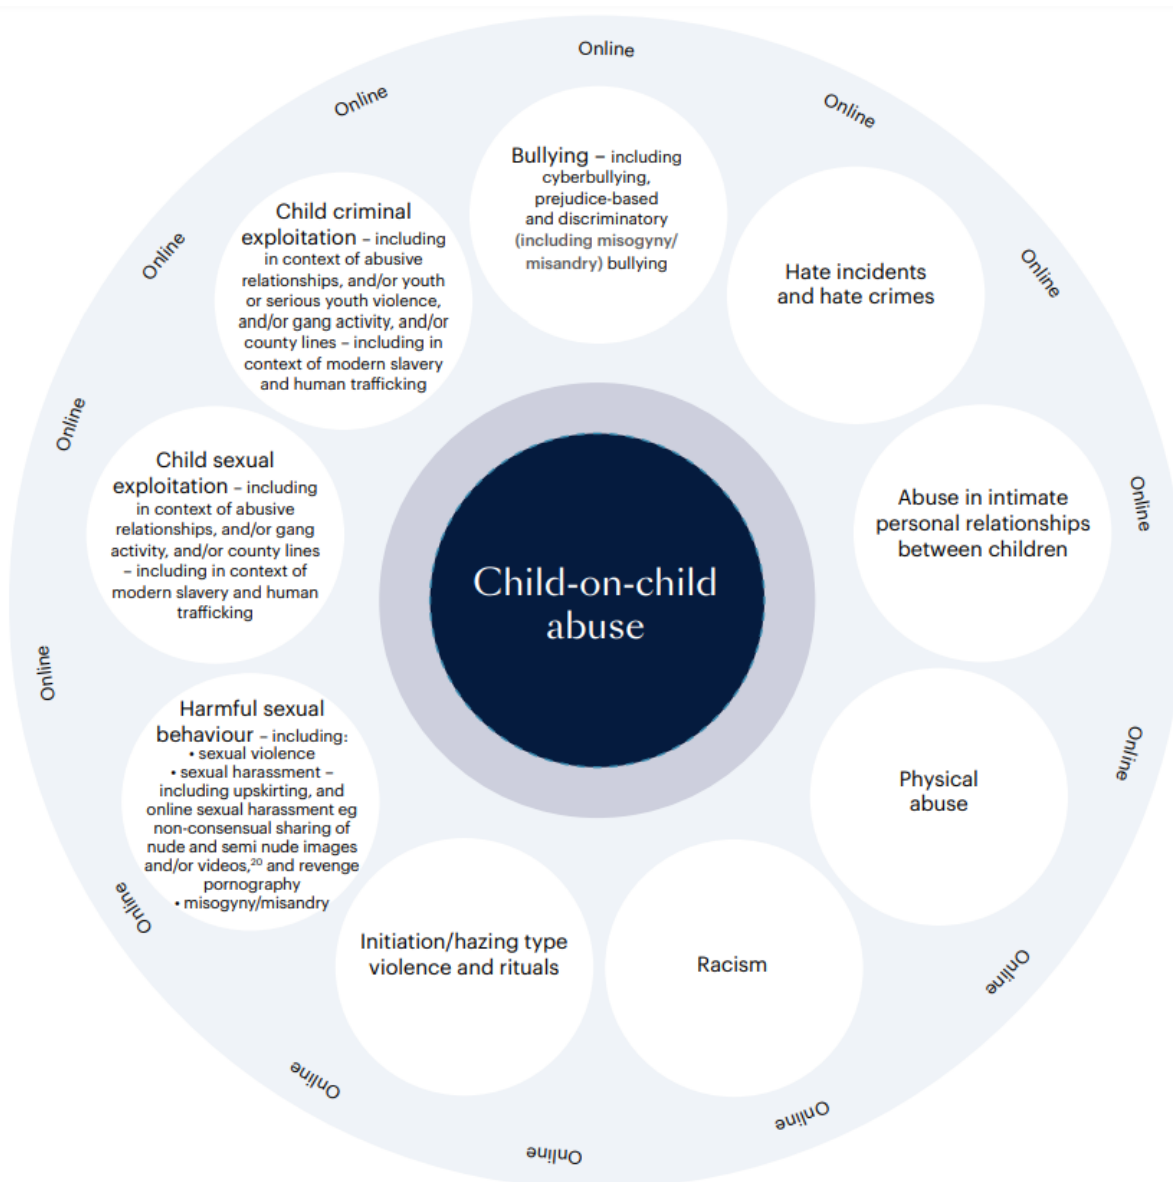 Online
Online
Online
Bullying – including
cyberbullying,
prejudice-based
and discriminatory
(including misogyny/
misandry) bullying
Child criminal
exploitation – including
in context of abusive
relationships, and/or youth
or serious youth violence,
and/or gang activity, and/or
county lines – including in
context of modern slavery
and human trafficking
Hate incidents
and hate crimes
Online
Online
Online
Child sexual
exploitation – including
in context of abusive
relationships, and/or gang
activity, and/or county lines
– including in context of
modern slavery and human
trafficking
Abuse in intimate
personal relationships
between children
Online
Child-on-child
abuse
Online
Harmful sexual
behaviour – including:
• sexual violence
• sexual harassment –
including upskirting, and
online sexual harassment eg
non-consensual sharing of
nude and semi nude images
and/or videos,²⁰ and revenge
pornography
• misogyny/misandry
Physical
abuse
Online
Online
Initiation/hazing type
violence and rituals
Racism
Online
Online
Online
Online